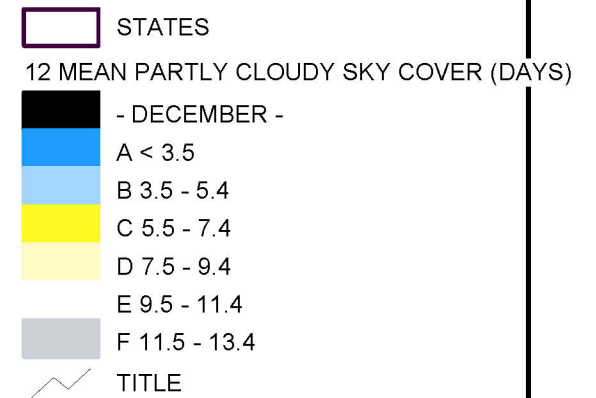 STATES
12 MEAN PARTLY CLOUDY SKY COVER (DAYS)
- DECEMBER -
A < 3.5
B 3.5 - 5.4
C 5.5 - 7.4
D 7.5 - 9.4
E 9.5 - 11.4
F 11.5 - 13.4
TITLE